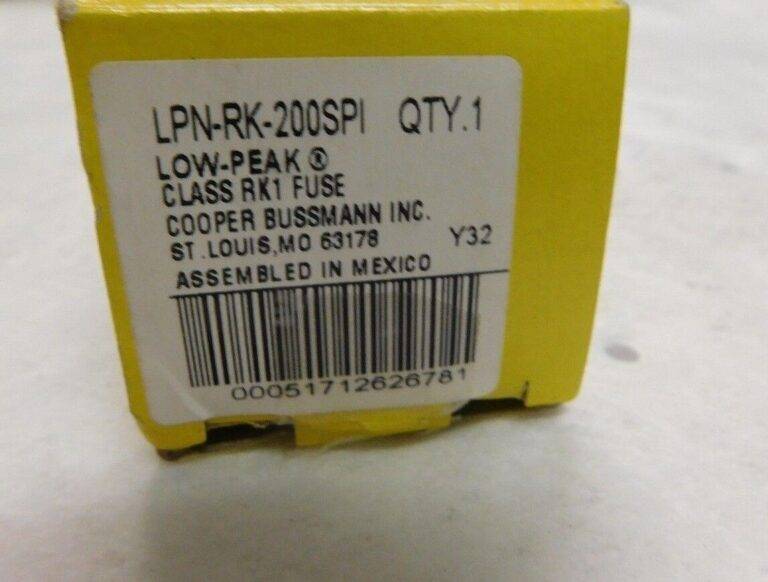 LPN-RK-200SPI QTY.1
LOW-PEAK ®
CLASS RK1 FUSE
COOPER BUSSMANN INC.
ST.LOUIS,MO 63178 Y32
ASSEMBLED IN MEXICO
00051712626781